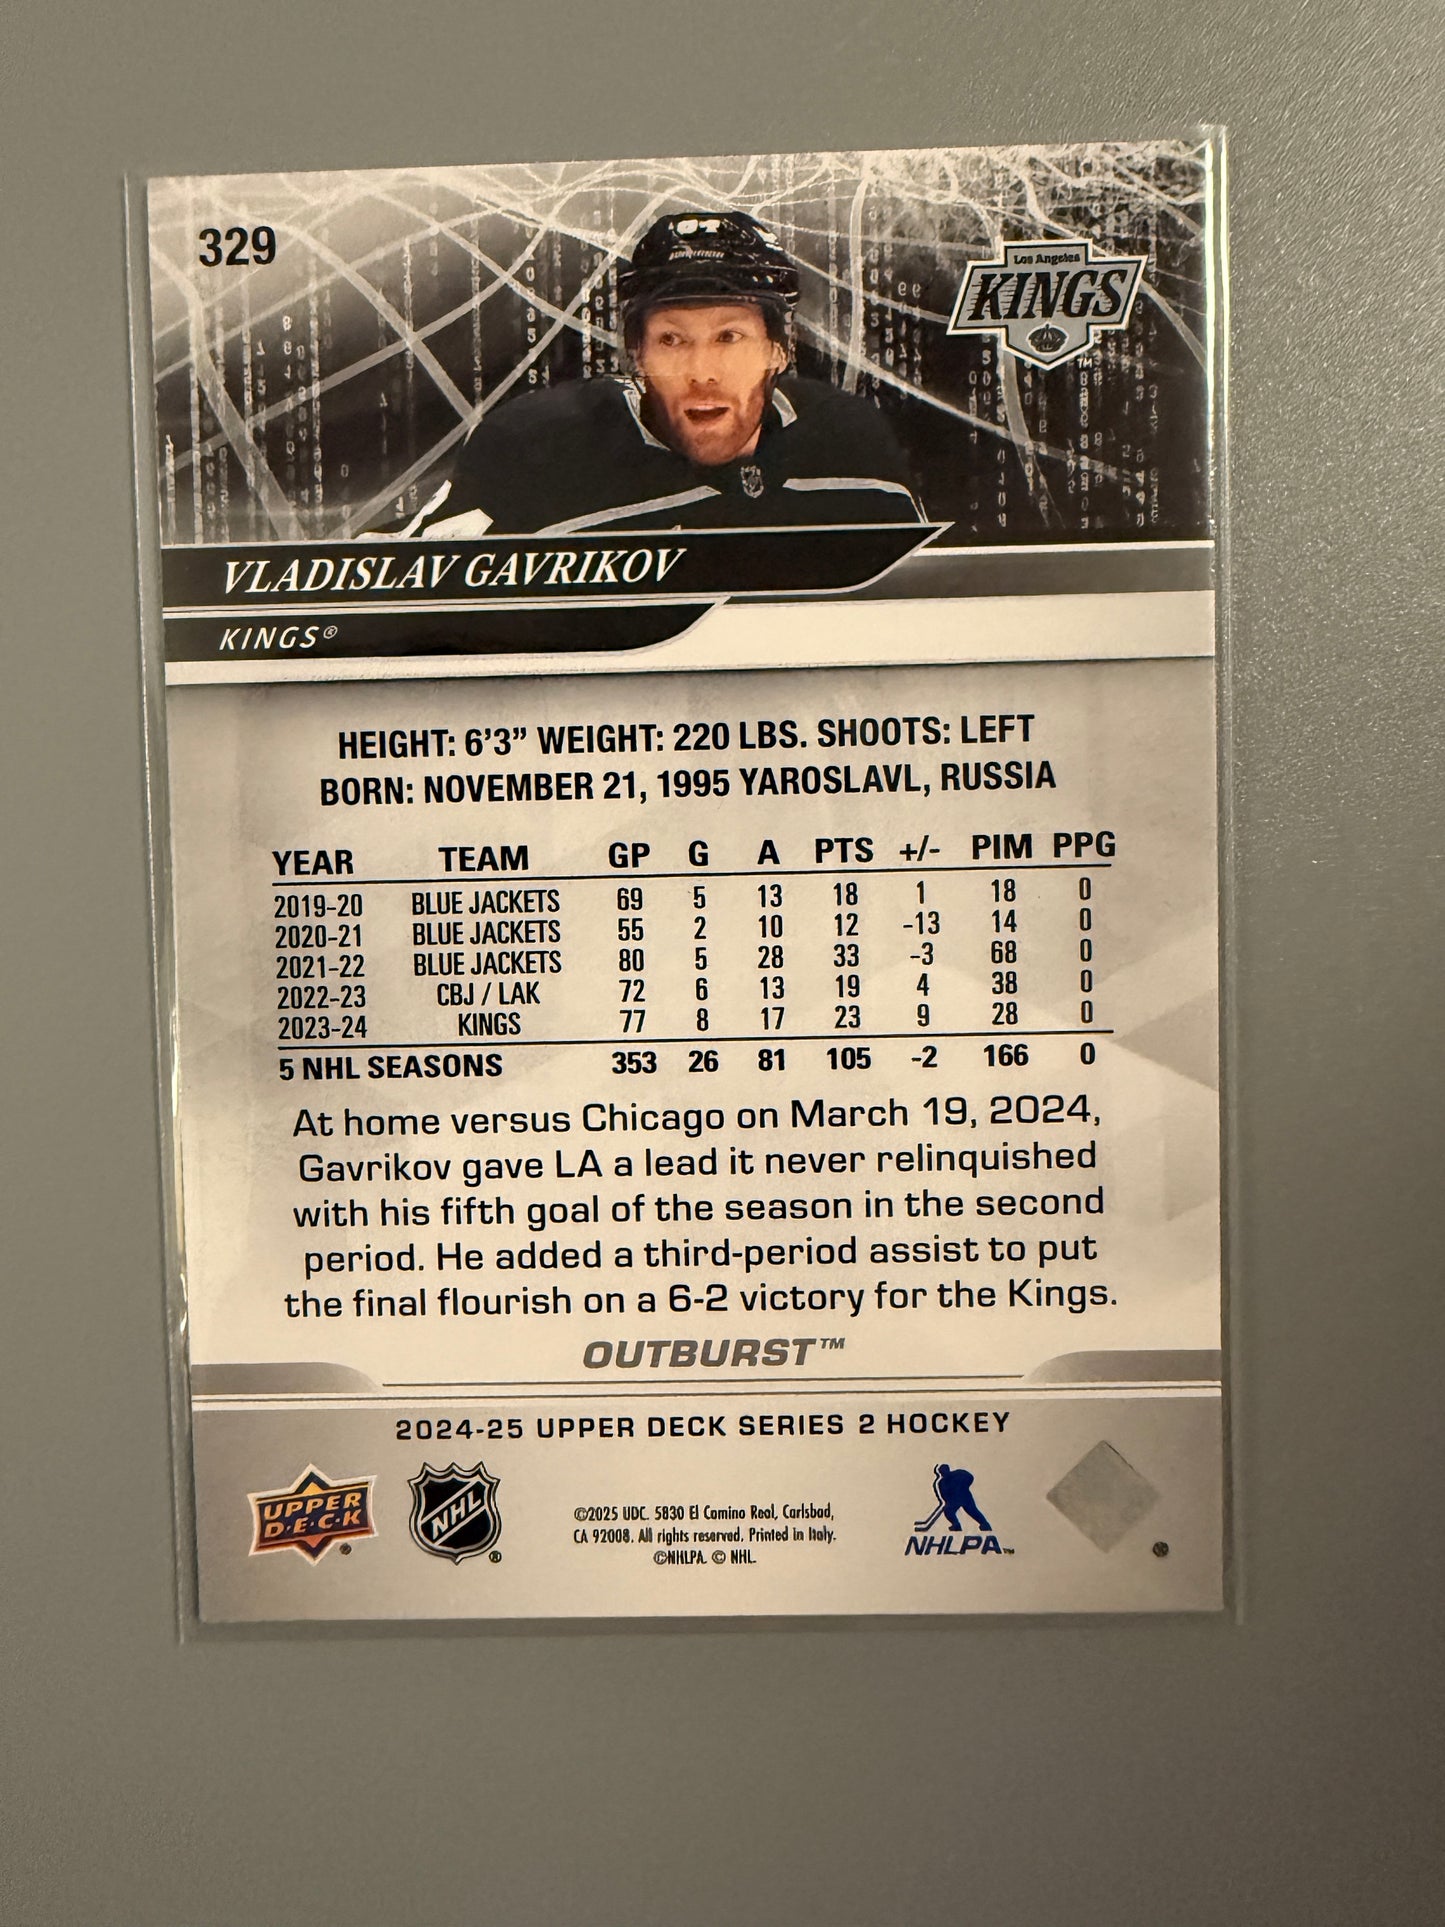 329
Los Angeles
KINGS
TM
VLADISLAV GAVRIKOV
KINGS®
HEIGHT: 6'3" WEIGHT: 220 LBS. SHOOTS: LEFT
BORN: NOVEMBER 21, 1995 YAROSLAVL, RUSSIA
YEAR TEAM GP G A PTS +/- PIM PPG
2019-20 BLUE JACKETS 69 5 13 18 1 18 0
2020-21 BLUE JACKETS 55 2 10 12 -13 14 0
2021-22 BLUE JACKETS 80 5 28 33 -3 68 0
2022-23 CBJ / LAK 72 6 13 19 4 38 0
2023-24 KINGS 77 8 17 23 9 28 0
5 NHL SEASONS 353 26 81 105 -2 166 0
At home versus Chicago on March 19, 2024,
Gavrikov gave LA a lead it never relinquished
with his fifth goal of the season in the second
period. He added a third-period assist to put
the final flourish on a 6-2 victory for the Kings.
OUTBURST™
2024-25 UPPER DECK SERIES 2 HOCKEY
UPPER
D·E·C·K
®
NHL
®
©2025 UDC. 5830 El Camino Real, Carlsbad,
CA 92008. All rights reserved. Printed in Italy.
©NHLPA. © NHL.
NHLPA™
®